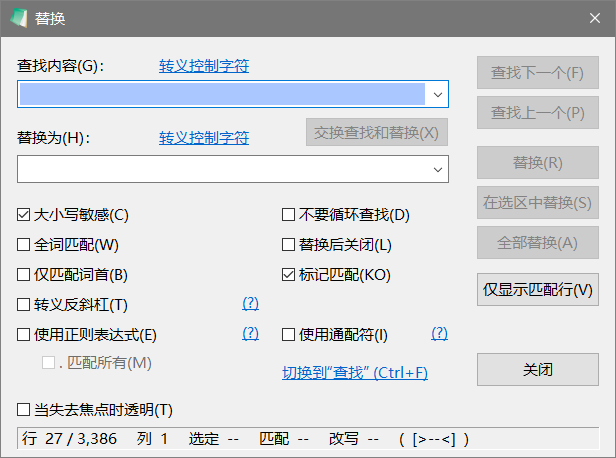 替换
查找内容(G)： 转义控制字符 查找下一个(F)
查找上一个(P)
替换为(H)： 转义控制字符 交换查找和替换(X)
替换(R)
大小写敏感(C) 不要循环查找(D) 在选区中替换(S)
全词匹配(W) 替换后关闭(L) 全部替换(A)
仅匹配词首(B) 标记匹配(KO) 仅显示匹配行(V)
转义反斜杠(T) (?)
使用正则表达式(E) (?) 使用通配符(I) (?)
. 匹配所有(M) 切换到“查找” (Ctrl+F) 关闭
当失去焦点时透明(T)
行 27 / 3,386 列 1 选定 -- 匹配 -- 改写 -- ( [>--<] )